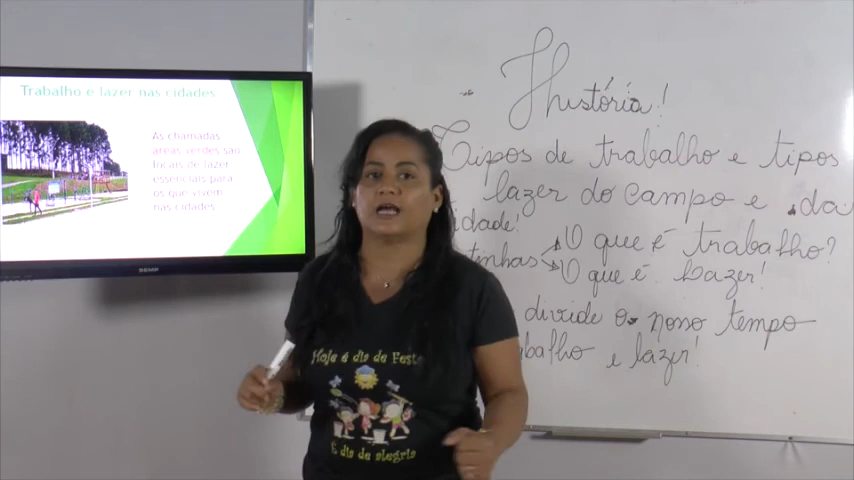 Trabalho e lazer nas cidades
As chamadas
áreas verdes são
locais de lazer
essenciais para
os que vivem
nas cidades
SEMP
História!
Tipos de trabalho e tipos
lazer do campo e da
idade!
tinhas O que é trabalho?
O que é Lazer!
divide o nosso tempo
balho e lazer!
Hoje é dia de Festa
É dia de alegria